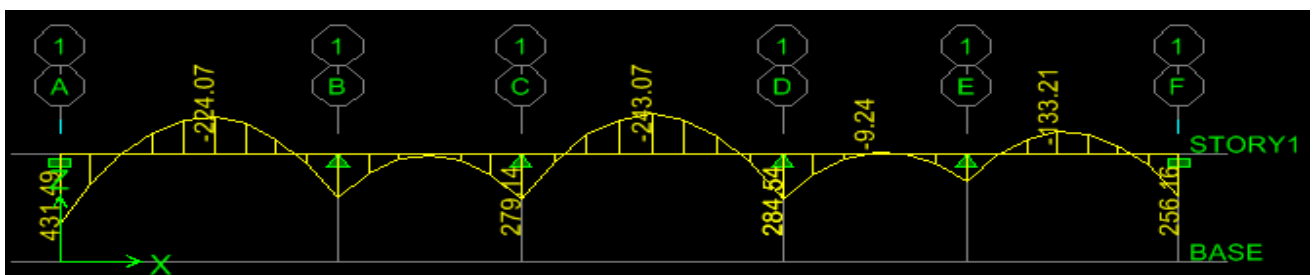 1 1 1 1 1 1
A B C D E F
-224.07 -243.07 -9.24 -133.21
STORY1
431.49 279.14 284.54 256.16
X
BASE